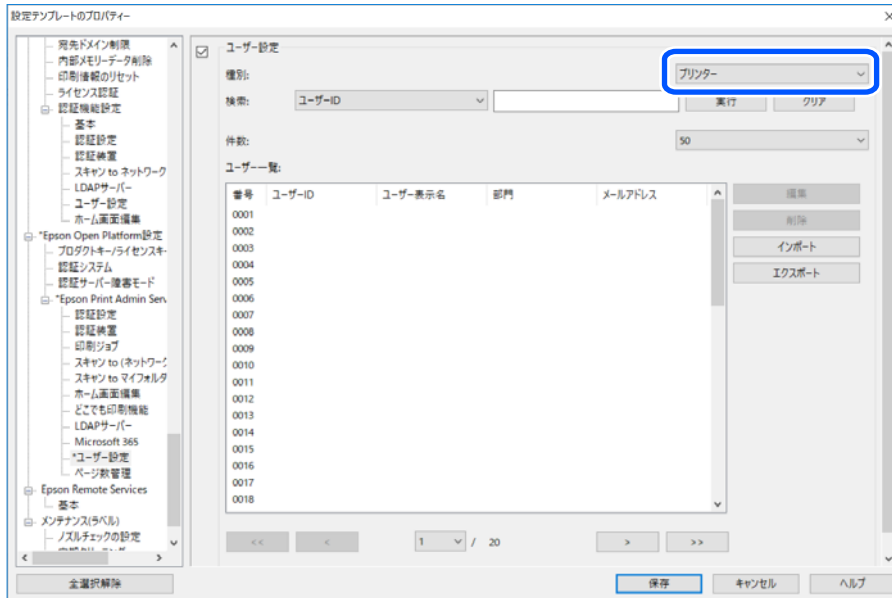 設定テンプレートのプロパティー
宛先ドメイン制限
内部メモリーデータ削除
印刷情報のリセット
ライセンス認証
認証機能設定
基本
認証設定
認証装置
スキャン to ネットワーク
LDAPサーバー
ユーザー設定
ホーム画面編集
*Epson Open Platform設定
プロダクトキー/ライセンスキー
認証システム
認証サーバー障害モード
*Epson Print Admin Serv
認証設定
認証装置
印刷ジョブ
スキャン to (ネットワーク
スキャン to マイフォルダ
ホーム画面編集
どこでも印刷機能
LDAPサーバー
Microsoft 365
*ユーザー設定
ページ数管理
Epson Remote Services
基本
メンテナンス(ラベル)
ノズルチェックの設定
全選択解除
ユーザー設定
種別: プリンター
検索: ユーザーID 実行 クリア
件数: 50
ユーザー一覧:
番号 ユーザーID ユーザー表示名 部門 メールアドレス
0001
0002
0003
0004
0005
0006
0007
0008
0009
0010
0011
0012
0013
0014
0015
0016
0017
0018
編集
削除
インポート
エクスポート
<< < 1 / 20 > >>
保存 キャンセル ヘルプ